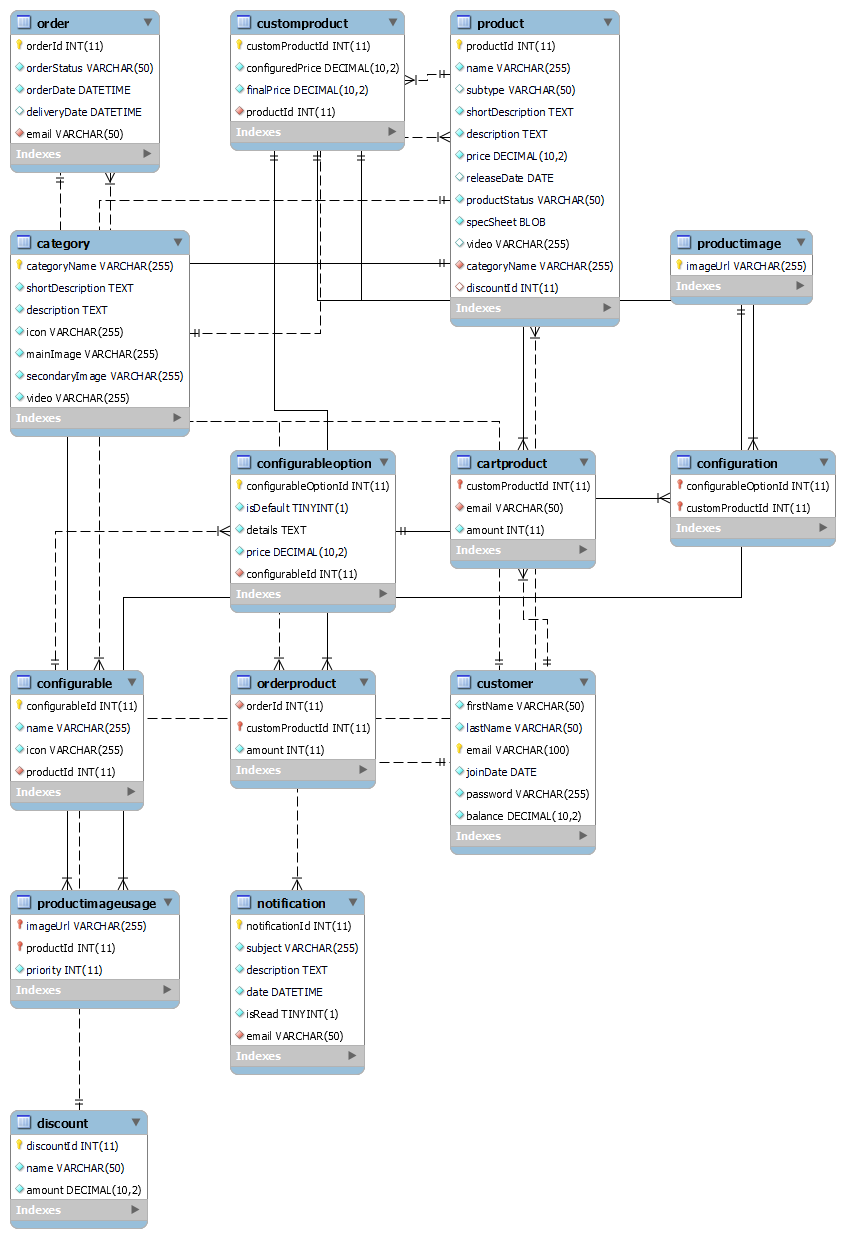 order
orderId INT(11)
orderStatus VARCHAR(50)
orderDate DATETIME
deliveryDate DATETIME
email VARCHAR(50)
Indexes
customproduct
customProductId INT(11)
configuredPrice DECIMAL(10,2)
finalPrice DECIMAL(10,2)
productId INT(11)
Indexes
product
productId INT(11)
name VARCHAR(255)
subtype VARCHAR(50)
shortDescription TEXT
description TEXT
price DECIMAL(10,2)
releaseDate DATE
productStatus VARCHAR(50)
specSheet BLOB
video VARCHAR(255)
categoryName VARCHAR(255)
discountId INT(11)
Indexes
category
categoryName VARCHAR(255)
shortDescription TEXT
description TEXT
icon VARCHAR(255)
mainImage VARCHAR(255)
secondaryImage VARCHAR(255)
video VARCHAR(255)
Indexes
productimage
imageUrl VARCHAR(255)
Indexes
configurableoption
configurableOptionId INT(11)
isDefault TINYINT(1)
details TEXT
price DECIMAL(10,2)
configurableId INT(11)
Indexes
cartproduct
customProductId INT(11)
email VARCHAR(50)
amount INT(11)
Indexes
configuration
configurableOptionId INT(11)
customProductId INT(11)
Indexes
configurable
configurableId INT(11)
name VARCHAR(255)
icon VARCHAR(255)
productId INT(11)
Indexes
orderproduct
orderId INT(11)
customProductId INT(11)
amount INT(11)
Indexes
customer
firstName VARCHAR(50)
lastName VARCHAR(50)
email VARCHAR(100)
joinDate DATE
password VARCHAR(255)
balance DECIMAL(10,2)
Indexes
productimageusage
imageUrl VARCHAR(255)
productId INT(11)
priority INT(11)
Indexes
notification
notificationId INT(11)
subject VARCHAR(255)
description TEXT
date DATETIME
isRead TINYINT(1)
email VARCHAR(50)
Indexes
discount
discountId INT(11)
name VARCHAR(50)
amount DECIMAL(10,2)
Indexes